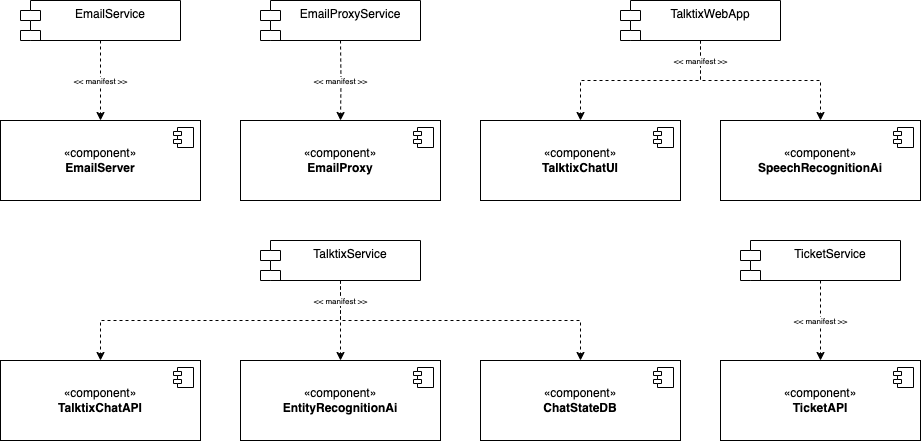 EmailService
EmailProxyService
TalktixWebApp
<< manifest >>
<< manifest >>
<< manifest >>
«component»
EmailServer
«component»
EmailProxy
«component»
TalktixChatUI
«component»
SpeechRecognitionAi
TalktixService
TicketService
<< manifest >>
<< manifest >>
«component»
TalktixChatAPI
«component»
EntityRecognitionAi
«component»
ChatStateDB
«component»
TicketAPI